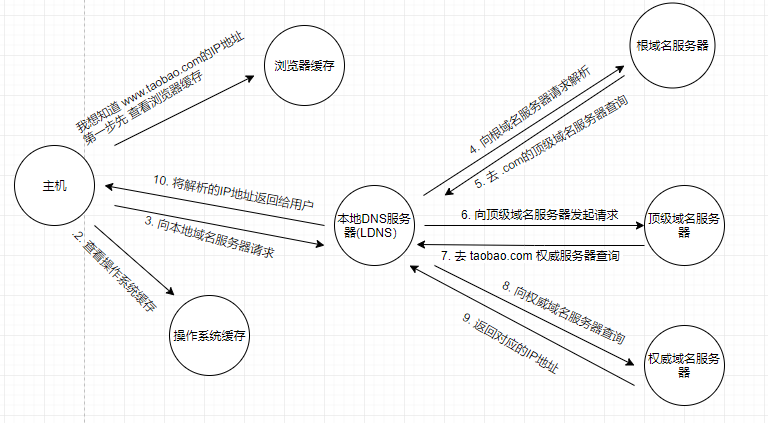 我想知道 www.taobao.com的IP地址
第一步先 查看浏览器缓存
浏览器缓存
根域名服务器
4. 向根域名服务器请求解析
5. 去 .com的顶级域名服务器查询
主机
10. 将解析的IP地址返回给用户
3. 向本地域名服务器请求
本地DNS服务
器(LDNS)
6. 向顶级域名服务器发起请求
7. 去 taobao.com 权威服务器查询
顶级域名服务
器
.2. 查看操作系统缓存
操作系统缓存
8. 向权威域名服务器查询
9. 返回对应的IP地址
权威域名服务
器